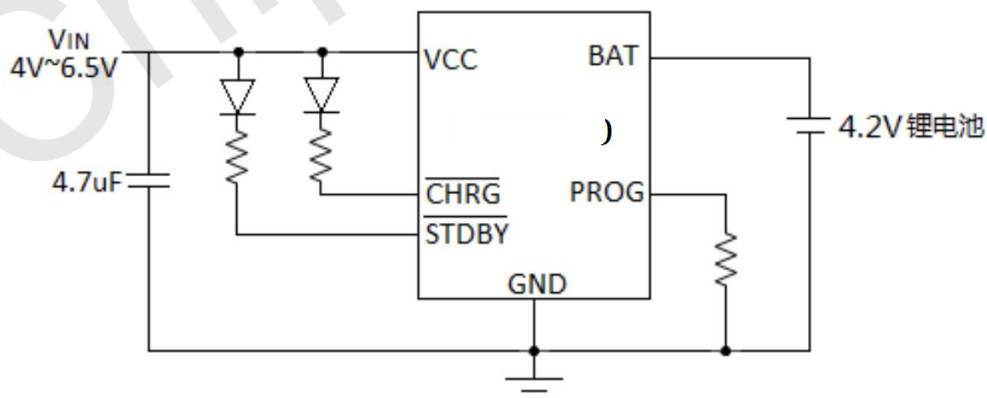 VIN
4V~6.5V
VCC
BAT
)
4.2V锂电池
4.7uF
CHRG
PROG
STDBY
GND